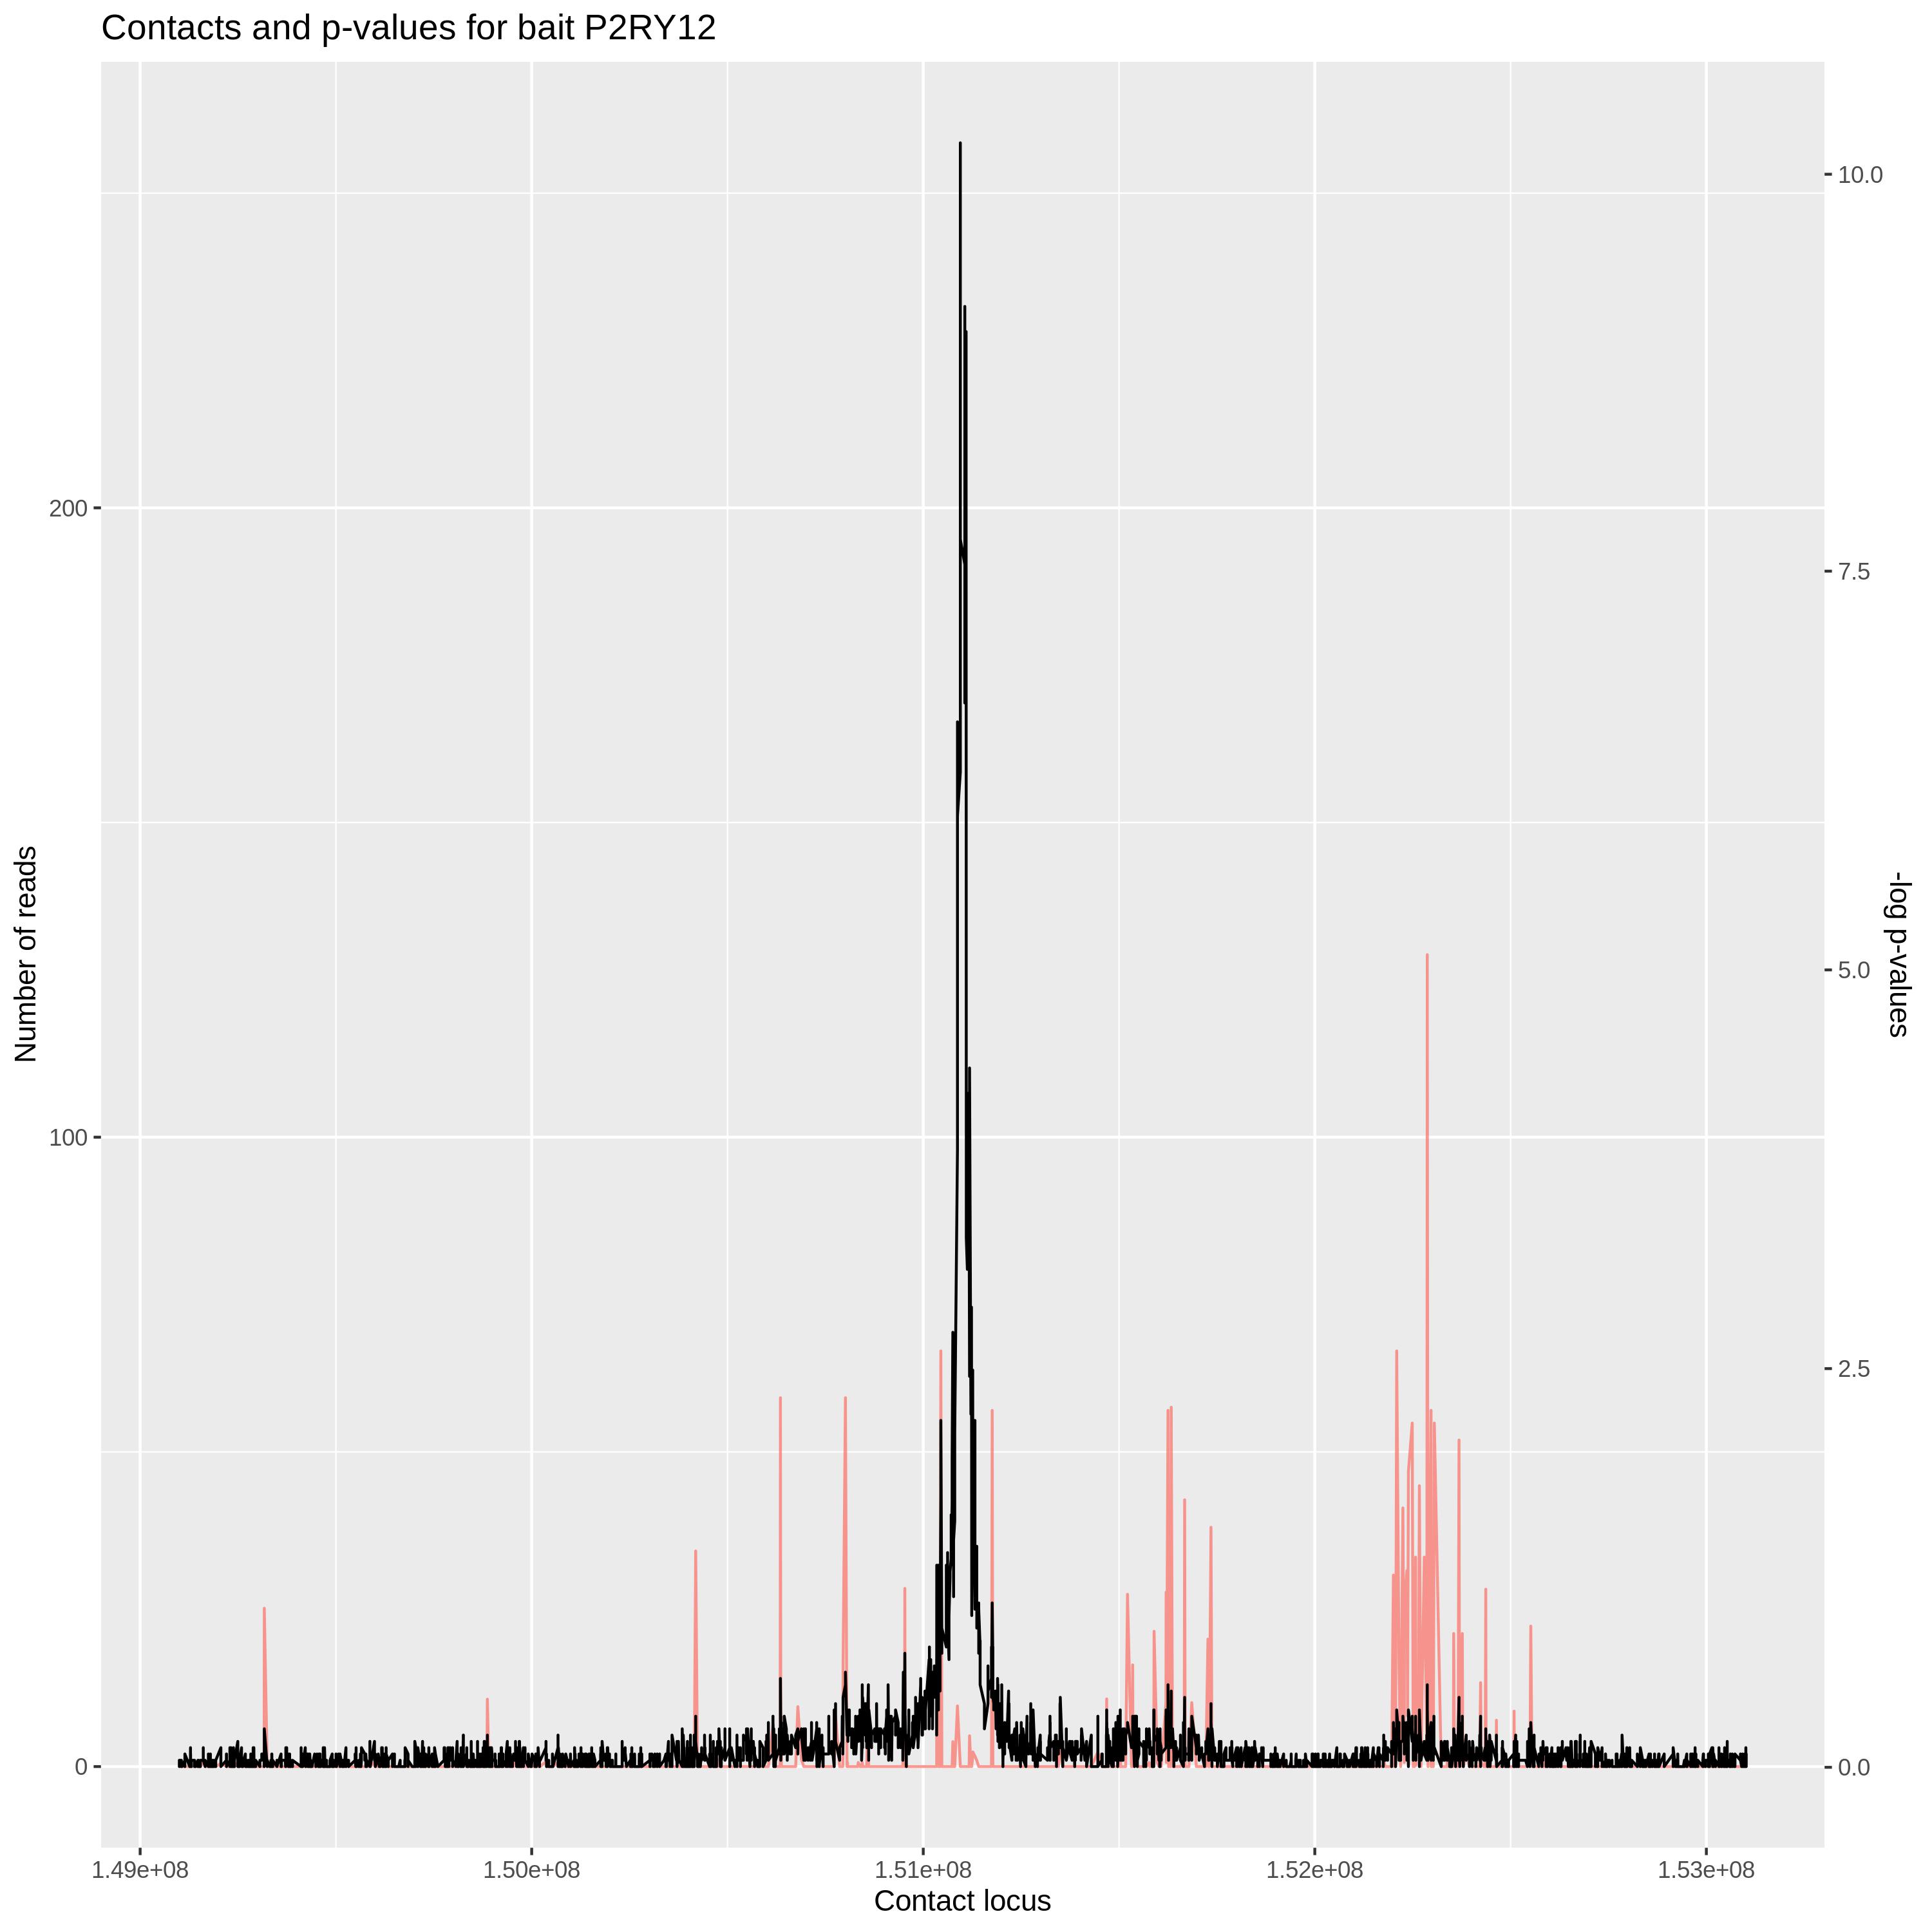 Contacts and p-values for bait P2RY12
10.0
200
7.5
Number of reads
-log p-values
5.0
100
2.5
0
0.0
1.49e+08 1.50e+08 1.51e+08 1.52e+08 1.53e+08
Contact locus